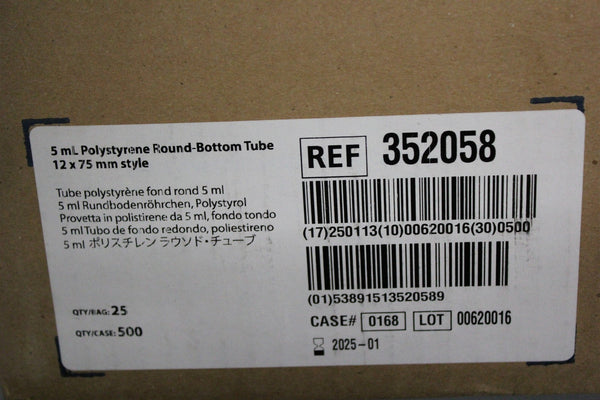 5 mL Polystyrene Round-Bottom Tube
12 x 75 mm style
Tube polystyrène fond rond 5 ml
5 ml Rundbodenröhrchen, Polystyrol
Provetta in polistirene da 5 ml, fondo tondo
5 ml Tubo de fondo redondo, poliestireno
5 ml ポリスチレン ラウンド・チューブ
QTY/BAG: 25
QTY/CASE: 500
REF 352058
(17)250113(10)00620016(30)0500
(01)53891513520589
CASE# 0168 LOT 00620016
2025-01